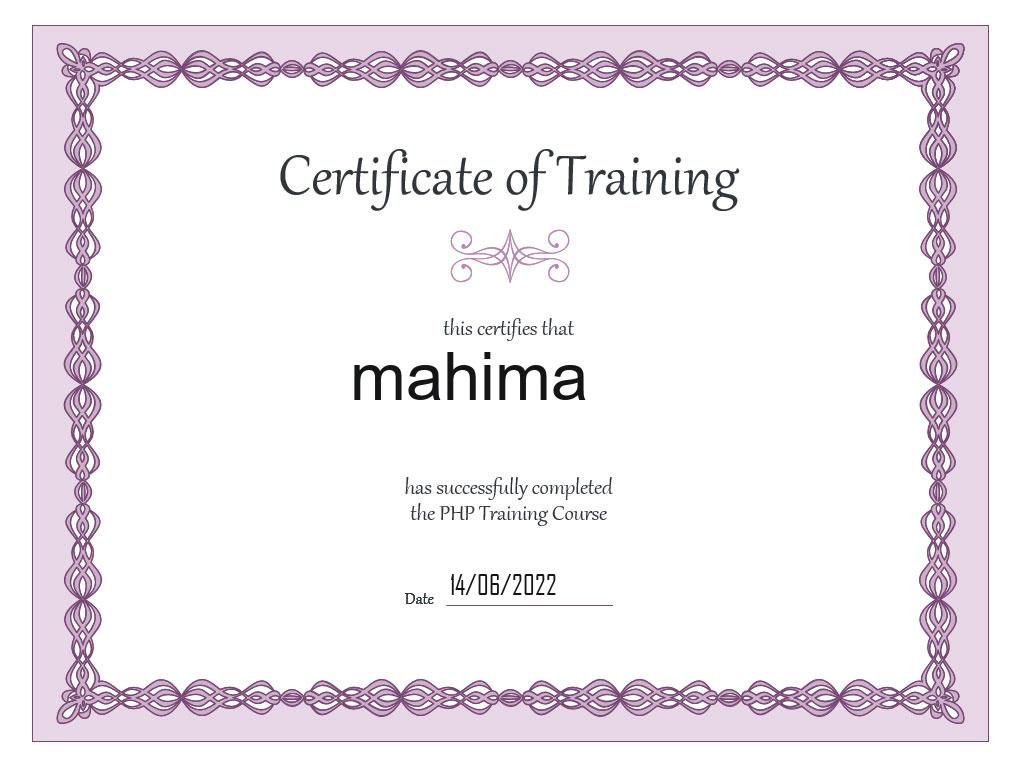 Certificate of Training
this certifies that
mahima
has successfully completed
the PHP Training Course
Date 14/06/2022